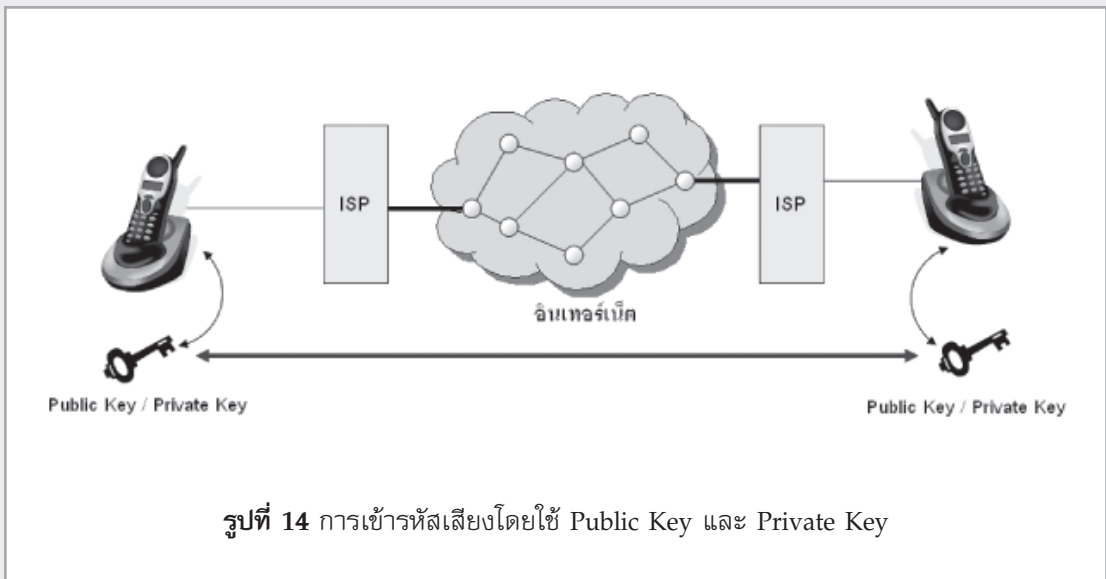 ISP
ISP
อินเทอร์เน็ต
Public Key / Private Key
Public Key / Private Key
รูปที่ 14 การเข้ารหัสเสียงโดยใช้ Public Key และ Private Key